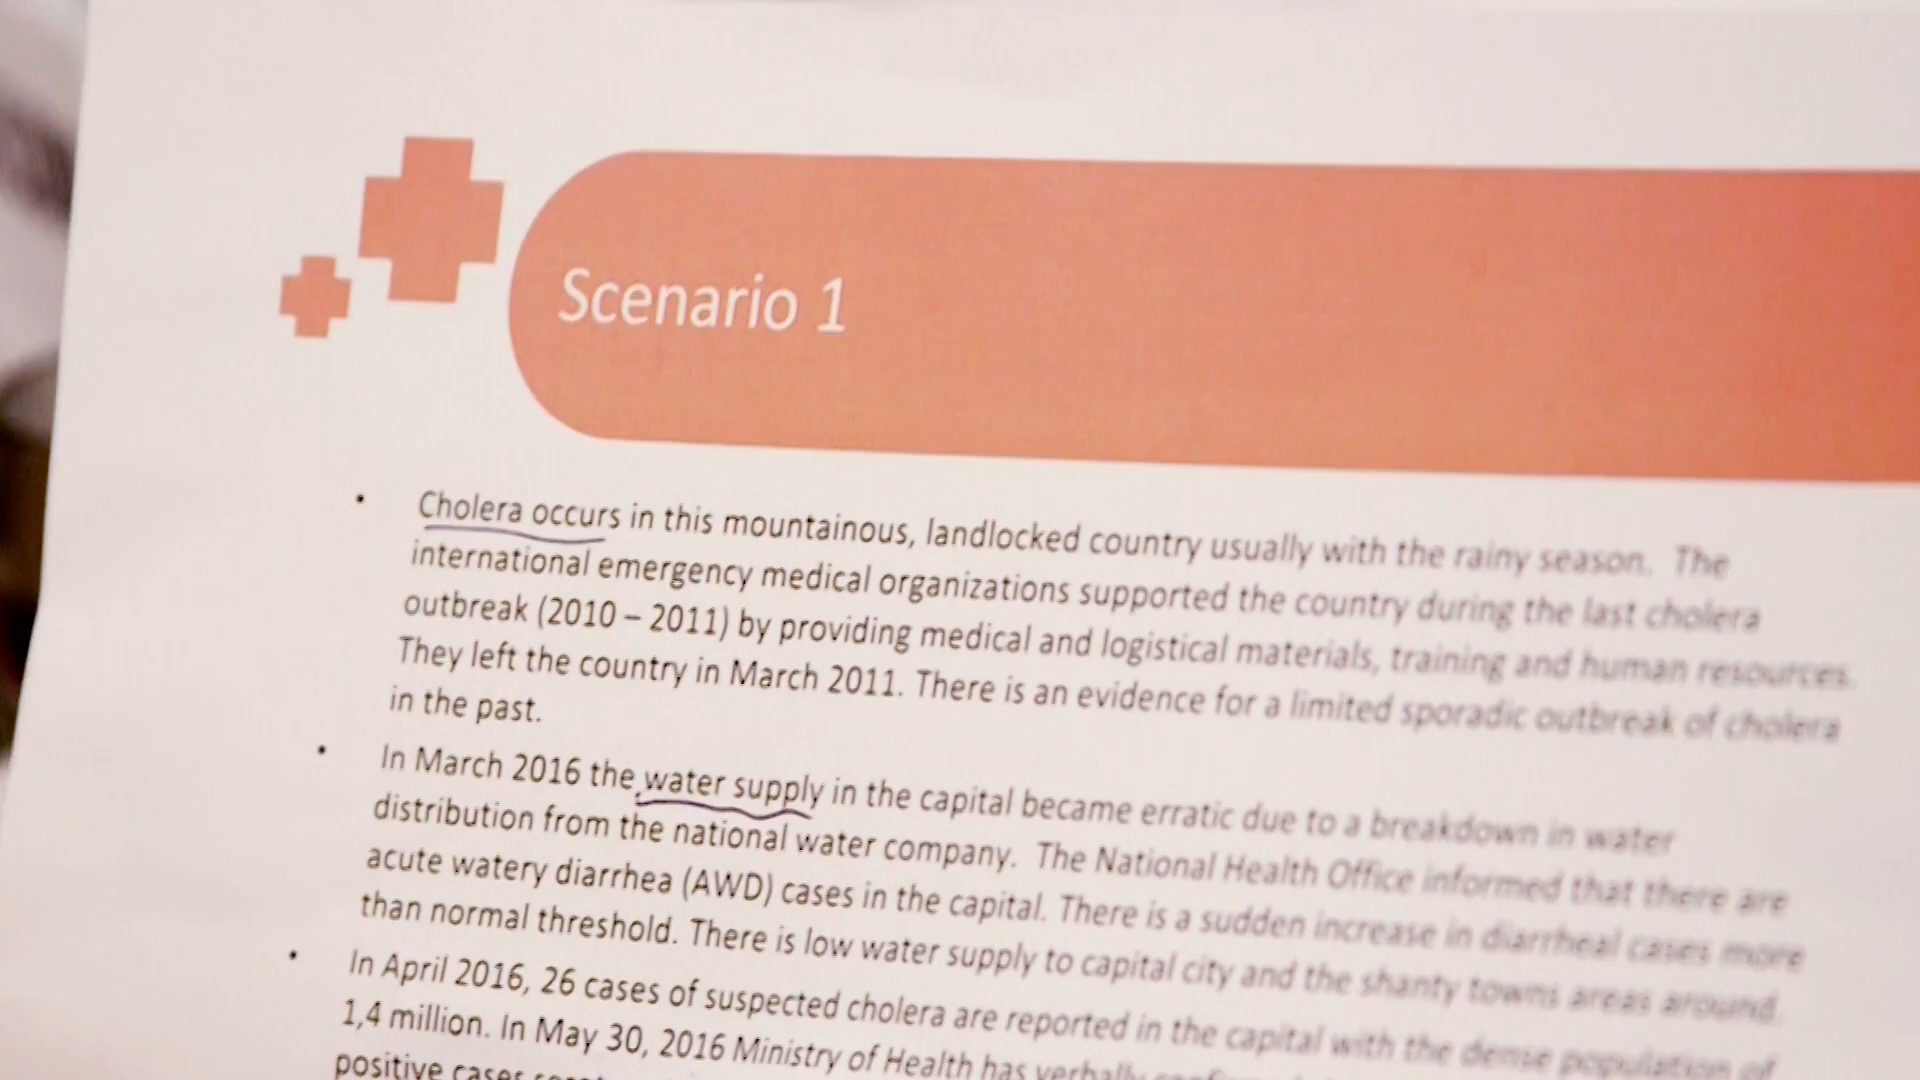 Scenario 1
• Cholera occurs in this mountainous, landlocked country usually with the rainy season. The
international emergency medical organizations supported the country during the last cholera
outbreak (2010 – 2011) by providing medical and logistical materials, training and human resources.
They left the country in March 2011. There is an evidence for a limited sporadic outbreak of cholera
in the past.
• In March 2016 the water supply in the capital became erratic due to a breakdown in water
distribution from the national water company. The National Health Office informed that there are
acute watery diarrhea (AWD) cases in the capital. There is a sudden increase in diarrheal cases more
than normal threshold. There is low water supply to capital city and the shanty towns areas around.
• In April 2016, 26 cases of suspected cholera are reported in the capital with the dense population of
1,4 million. In May 30, 2016 Ministry of Health has verbally
positive cases